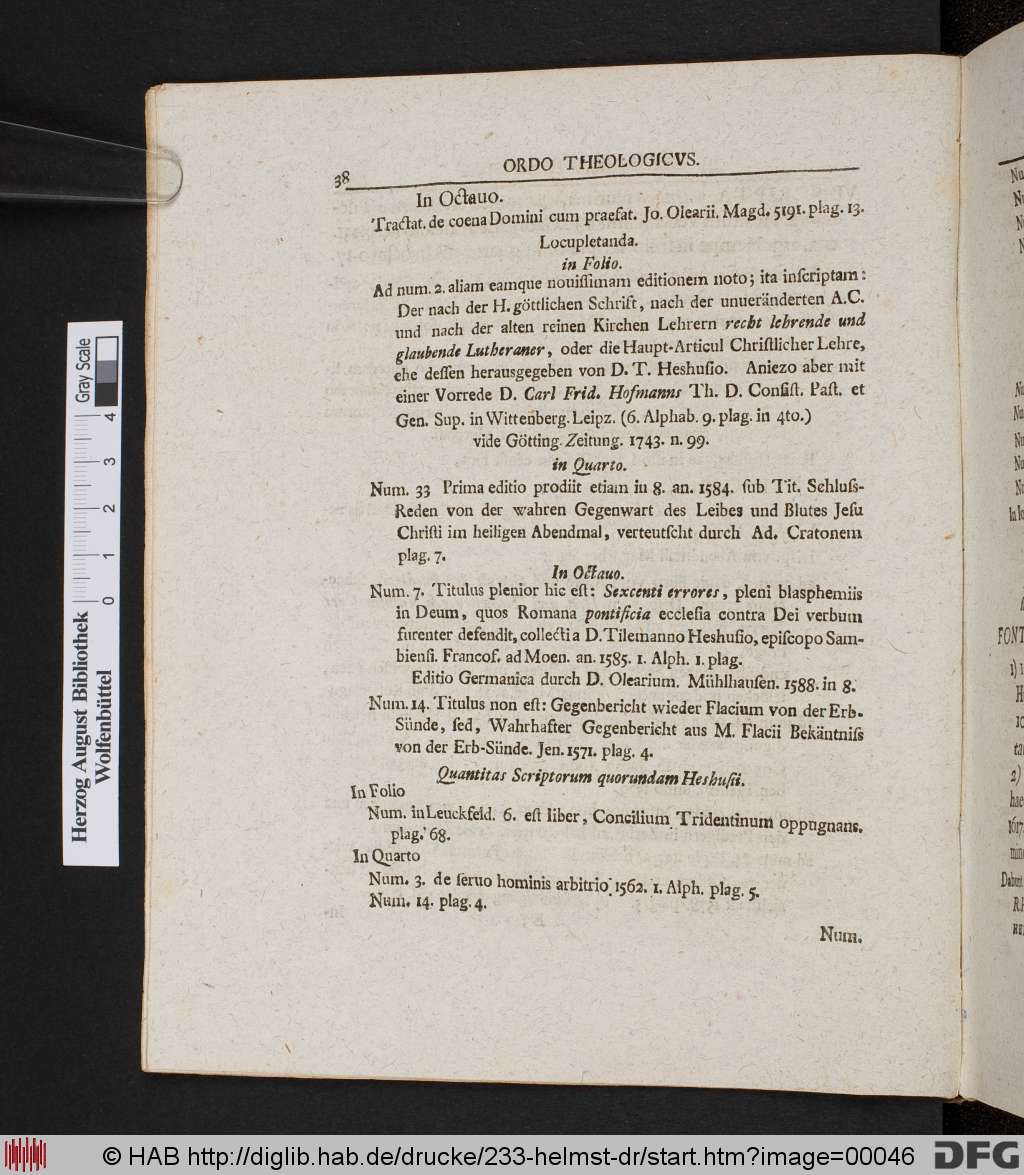 38
ORDO THEOLOGICVS.
In Octauo.
Tractat. de coena Domini cum praefat. Jo. Olearii. Magd. 5191. plag. 13.
Locupletanda.
in Folio.
Ad num. 2. aliam eamque nouiſſimam editionem noto; ita inſcriptam:
Der nach der H. göttlichen Schrift, nach der unueränderten A.C.
und nach der alten reinen Kirchen Lehrern recht lehrende und
glaubende Lutheraner, oder die Haupt-Articul Chriſtlicher Lehre,
ehe deſſen herausgegeben von D. T. Heshuſio. Aniezo aber mit
einer Vorrede D. Carl Frid. Hofmanns Th. D. Conſiſt. Paſt. et
Gen. Sup. in Wittenberg. Leipz. (6. Alphab. 9. plag. in 4to.)
vide Götting. Zeitung. 1743. n. 99.
in Quarto.
Num. 33 Prima editio prodiit etiam in 8. an. 1584. ſub Tit. Schluſs-
Reden von der wahren Gegenwart des Leibes und Blutes Jeſu
Chriſti im heiligen Abendmal, verteutſcht durch Ad. Cratonem
plag. 7.
In Octauo.
Num. 7. Titulus plenior hic eſt: Sexcenti errores, pleni blasphemiis
in Deum, quos Romana pontificia eccleſia contra Dei verbum
furenter defendit, collecti a D. Tilemanno Heshuſio, epiſcopo Sam-
bienſi. Francof. ad Moen. an. 1585. 1. Alph. 1. plag.
Editio Germanica durch D. Olearium. Mühlhauſen. 1588. in 8.
Num. 14. Titulus non eſt: Gegenbericht wieder Flacium von der Erb-
Sünde, ſed, Wahrhafter Gegenbericht aus M. Flacii Bekäntniſs
von der Erb-Sünde. Jen. 1571. plag. 4.
Quantitas Scriptorum quorundam Heshuſii.
In Folio
Num. in Leuckfeld. 6. eſt liber, Concilium Tridentinum oppugnans.
plag. 68.
In Quarto
Num. 3. de ſeruo hominis arbitrio. 1562. 1. Alph. plag. 5.
Num. 14. plag. 4.
Num.
Gray Scale
0 1 2 3 4
Herzog August Bibliothek
Wolfenbüttel
FONT
1617
© HAB http://diglib.hab.de/drucke/233-helmst-dr/start.htm?image=00046
DFG